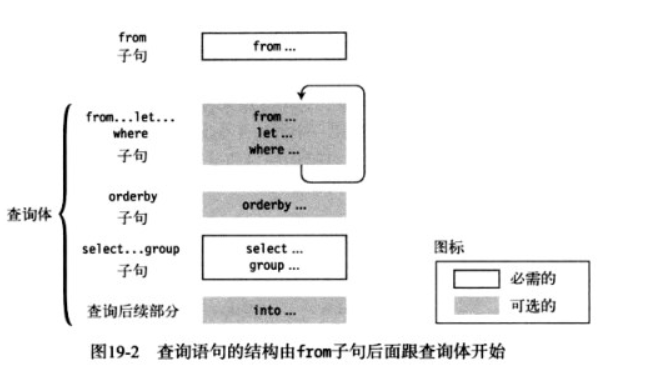 from
子句
from ...
from...let...
where
子句
from ...
let ...
where ...
orderby
子句
orderby ...
查询体
select...group
子句
select ...
group ...
查询后续部分
into ...
图标
必需的
可选的
图19-2 查询语句的结构由from子句后面跟查询体开始